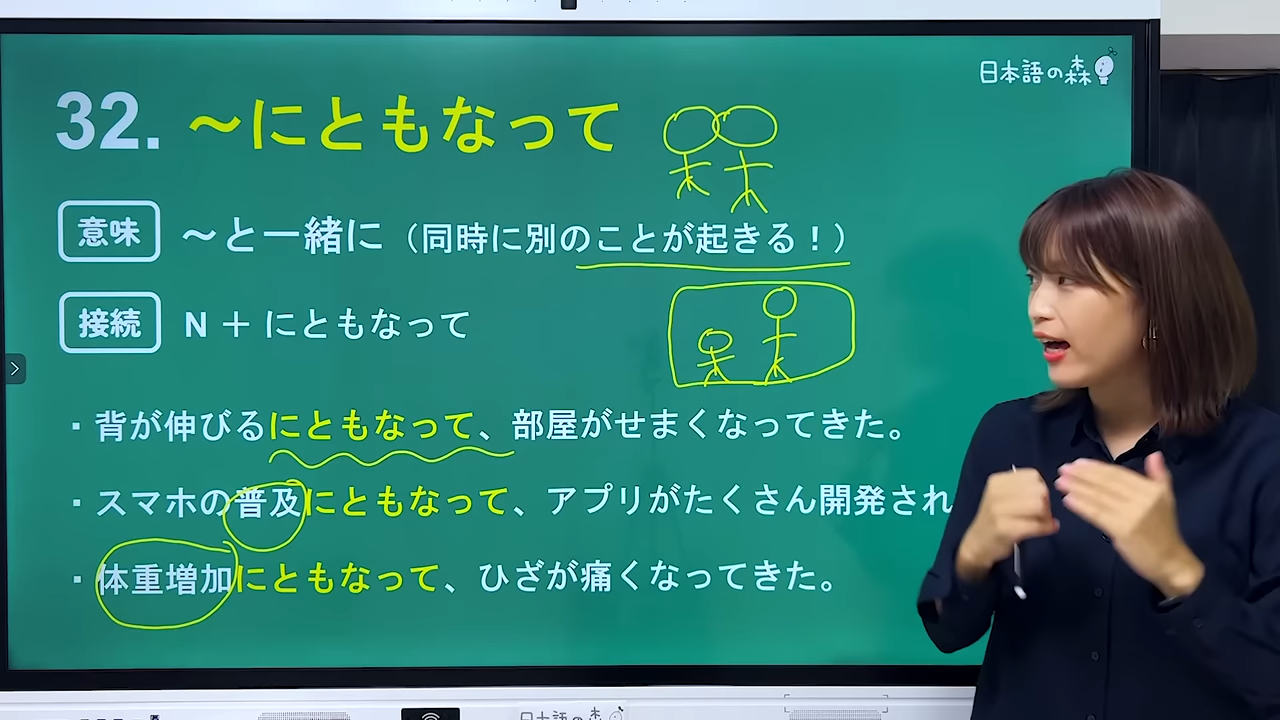 日本語の森
32. ～にともなって
意味 ～と一緒に（同時に別のことが起きる！）
接続 N ＋ にともなって
・背が伸びるにともなって、部屋がせまくなってきた。
・スマホの普及にともなって、アプリがたくさん開発され
・体重増加にともなって、ひざが痛くなってきた。
日本語の森